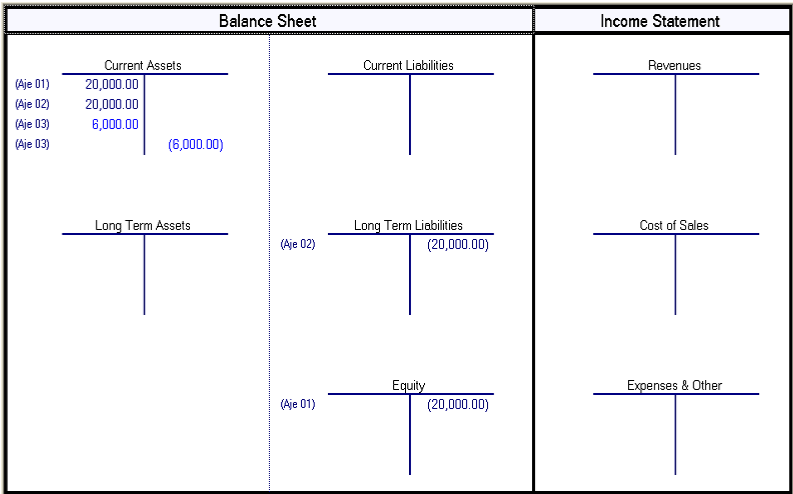 Balance Sheet
Income Statement
Current Assets
(Aje 01) 20,000.00
(Aje 02) 20,000.00
(Aje 03) 6,000.00
(Aje 03) (6,000.00)
Current Liabilities
Revenues
Long Term Assets
Long Term Liabilities
(Aje 02) (20,000.00)
Cost of Sales
Equity
(Aje 01) (20,000.00)
Expenses & Other